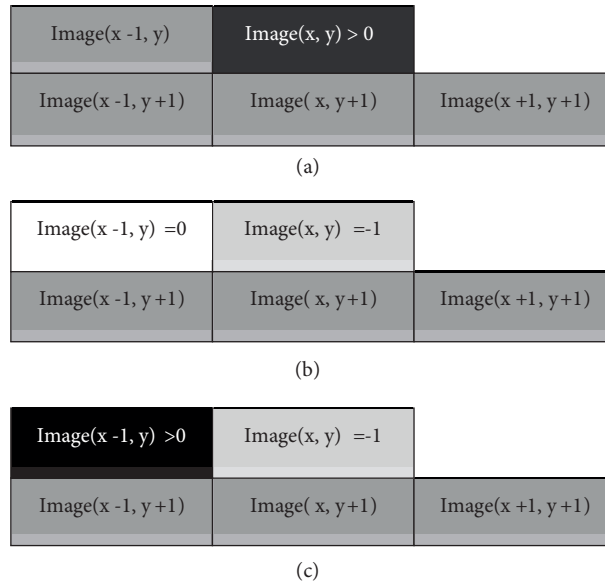 Image(x -1, y) Image(x, y) > 0
Image(x -1, y+1) Image( x, y+1) Image(x +1, y+1)
(a)
Image(x -1, y) =0 Image(x, y) =-1
Image(x -1, y+1) Image( x, y+1) Image(x +1, y+1)
(b)
Image(x -1, y) >0 Image(x, y) =-1
Image(x -1, y+1) Image( x, y+1) Image(x +1, y+1)
(c)